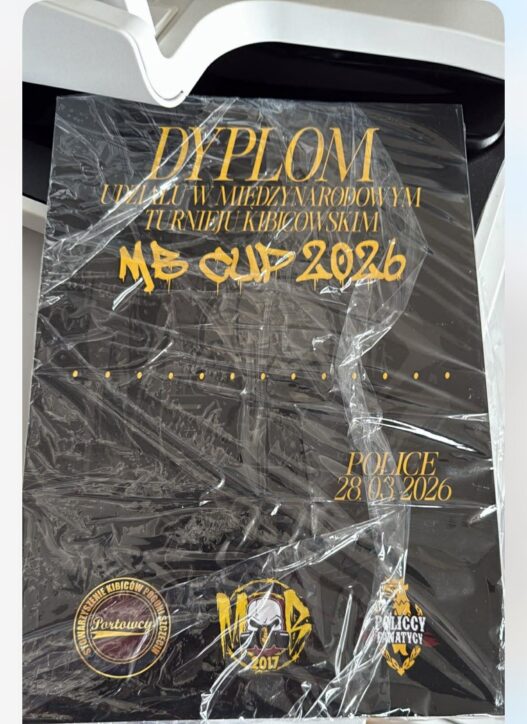 DYPLOM
UDZIAŁU W MIĘDZYNARODOWYM
TURNIEJU KIBICOWSKIM
MB CUP 2026
POLICE
28.03.2026
STOWARZYSZENIE KIBICÓW POGONI SZCZECIN
Portowcy
MB
2017
POLICCY
FANATYCY